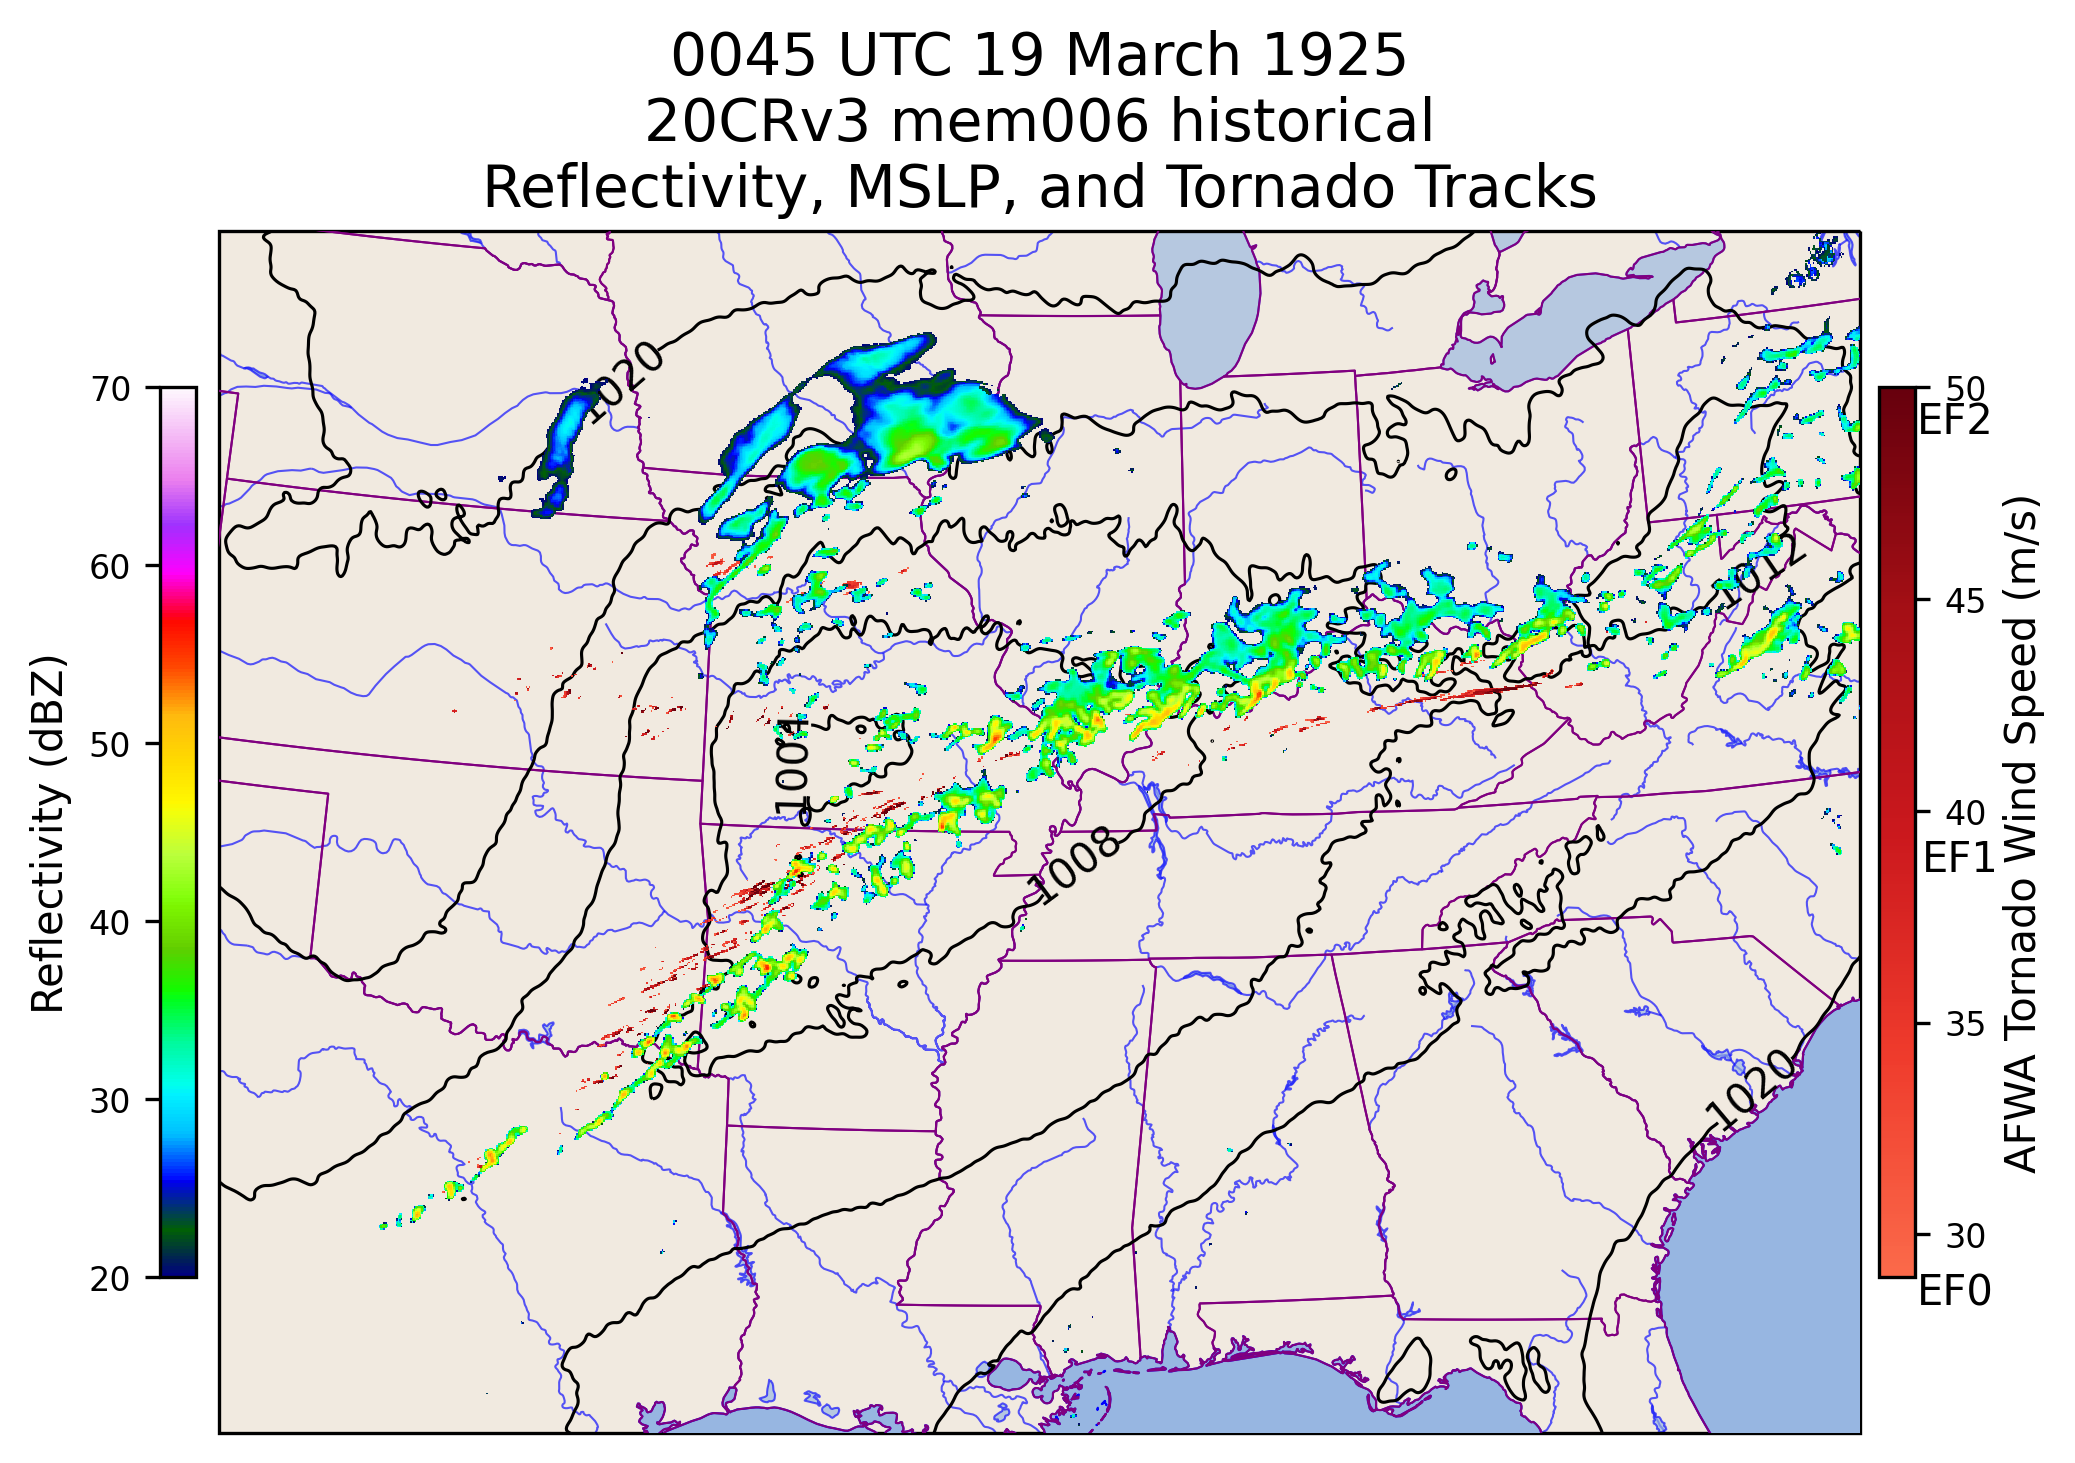 0045 UTC 19 March 1925
20CRv3 mem006 historical
Reflectivity, MSLP, and Tornado Tracks
Reflectivity (dBZ)
70
60
50
40
30
20
1020
1012
1004
1008
1020
50
EF2
45
40
EF1
35
30
EF0
AFWA Tornado Wind Speed (m/s)